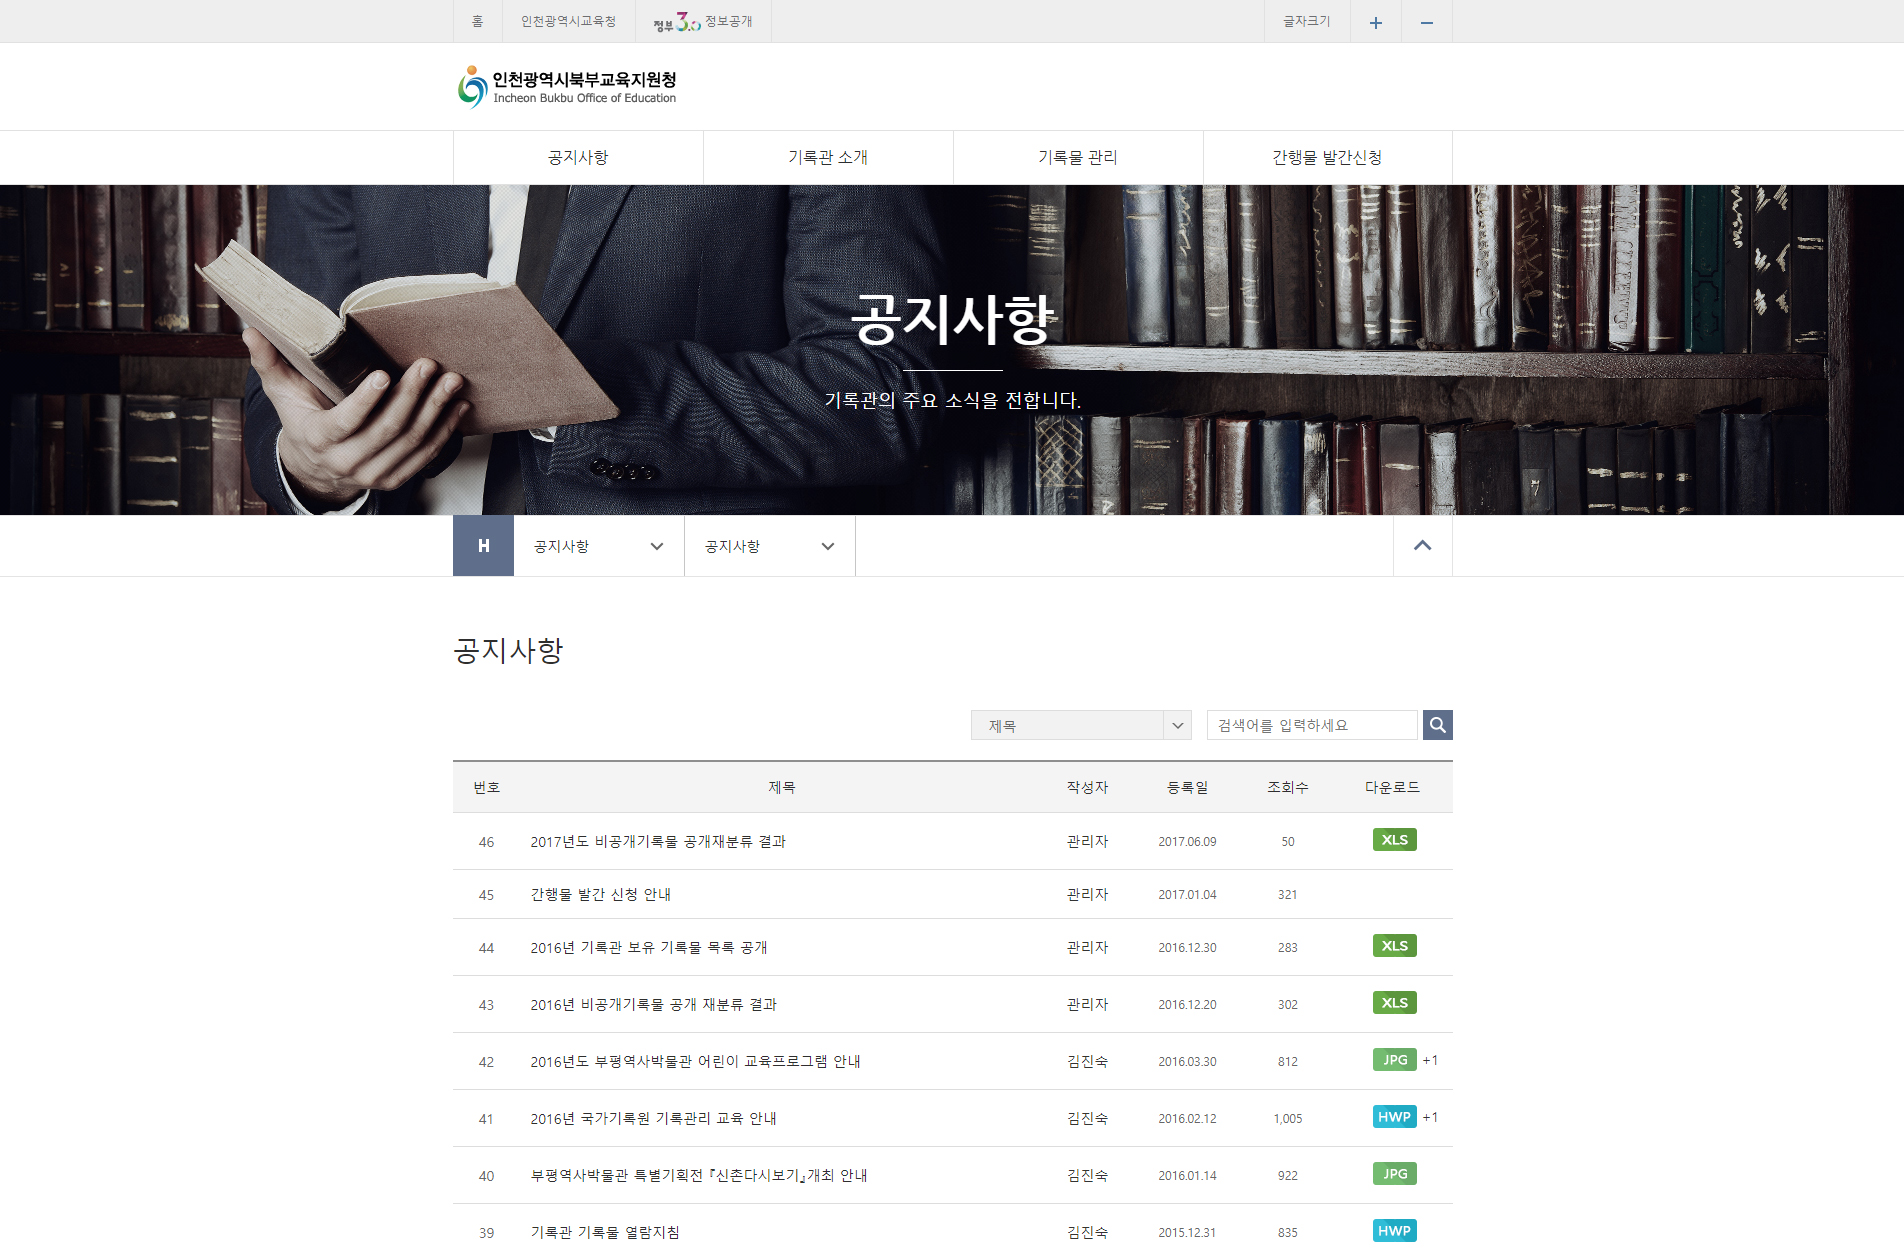 홈 인천광역시교육청 정부3.0 정보공개 글자크기 + −
인천광역시북부교육지원청
Incheon Bukbu Office of Education
공지사항 기록관 소개 기록물 관리 간행물 발간신청
공지사항
기록관의 주요 소식을 전합니다.
H 공지사항 공지사항
공지사항
제목 검색어를 입력하세요
번호 제목 작성자 등록일 조회수 다운로드
46 2017년도 비공개기록물 공개재분류 결과 관리자 2017.06.09 50 XLS
45 간행물 발간 신청 안내 관리자 2017.01.04 321
44 2016년 기록관 보유 기록물 목록 공개 관리자 2016.12.30 283 XLS
43 2016년 비공개기록물 공개 재분류 결과 관리자 2016.12.20 302 XLS
42 2016년도 부평역사박물관 어린이 교육프로그램 안내 김진숙 2016.03.30 812 JPG +1
41 2016년 국가기록원 기록관리 교육 안내 김진숙 2016.02.12 1,005 HWP +1
40 부평역사박물관 특별기획전 『신촌다시보기』개최 안내 김진숙 2016.01.14 922 JPG
39 기록관 기록물 열람지침 김진숙 2015.12.31 835 HWP